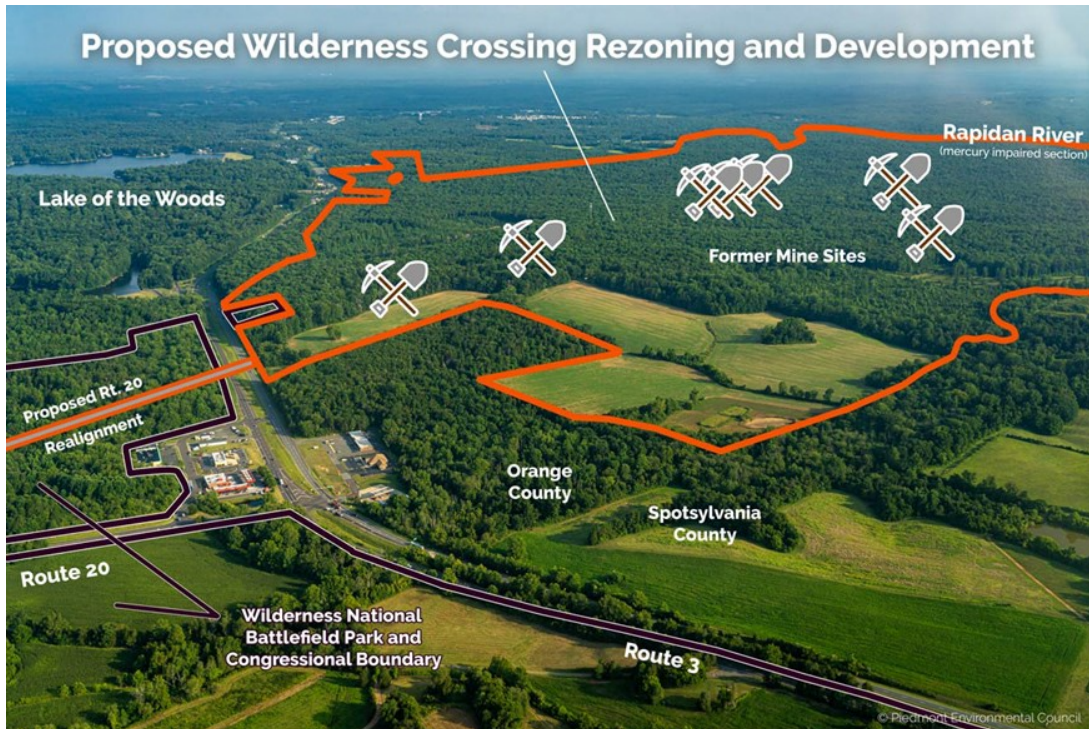 Proposed Wilderness Crossing Rezoning and Development
Rapidan River
(mercury impaired section)
Lake of the Woods
Former Mine Sites
Proposed Rt. 20
Realignment
Orange
County
Spotsylvania
County
Route 20
Wilderness National
Battlefield Park and
Congressional Boundary
Route 3
© Piedmont Environmental Council